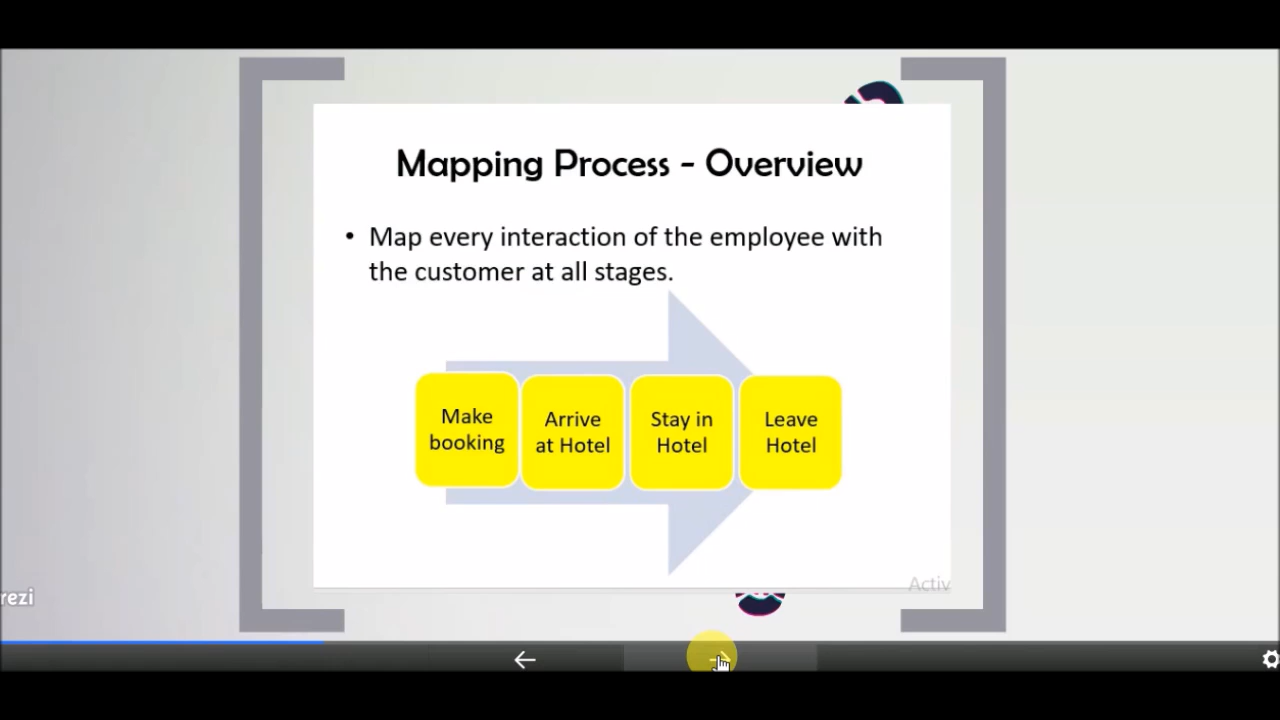 Mapping Process - Overview
• Map every interaction of the employee with
the customer at all stages.
Make
booking
Arrive
at Hotel
Stay in
Hotel
Leave
Hotel
Activ
rezi